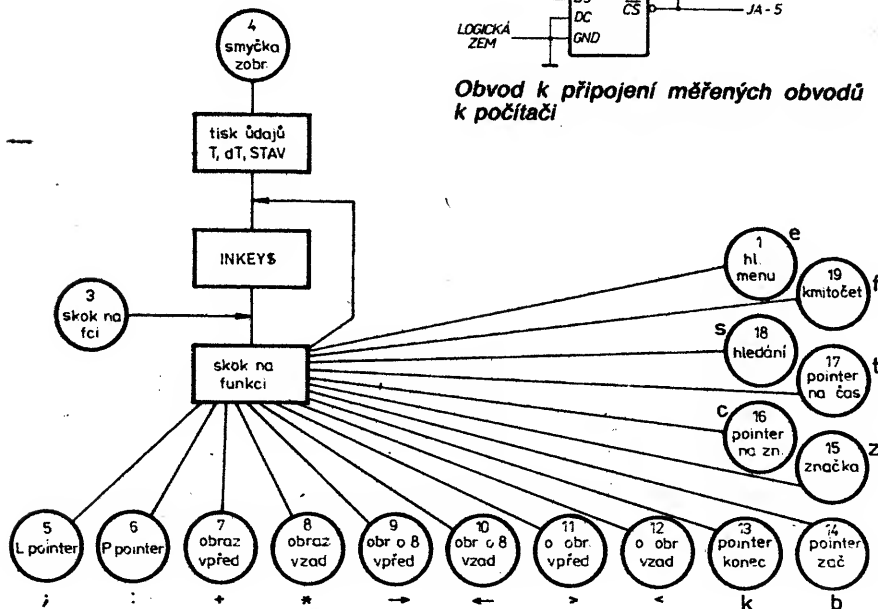 DC
CS
JA-5
LOGICKÁ
ZEM
GND
Obvod k připojení měřených obvodů
k počítači
4
smyčka
zobr.
tisk údajů
T, dT, STAV
INKEY$
3
skok na
fci
skok na
funkci
1
hl.
menu
e
19
kmitočet
f
s
18
hledání
17
pointer
na čas
t
c
16
pointer
na zn.
15
značka
z
5
L pointer
;
6
P pointer
:
7
obraz
vpřed
+
8
obraz
vzad
*
9
obr o 8
vpřed
→
10
obr o 8
vzad
←
11
o obr.
vpřed
>
12
o obr
vzad
<
13
pointer
konec
k
14
pointer
zač
b